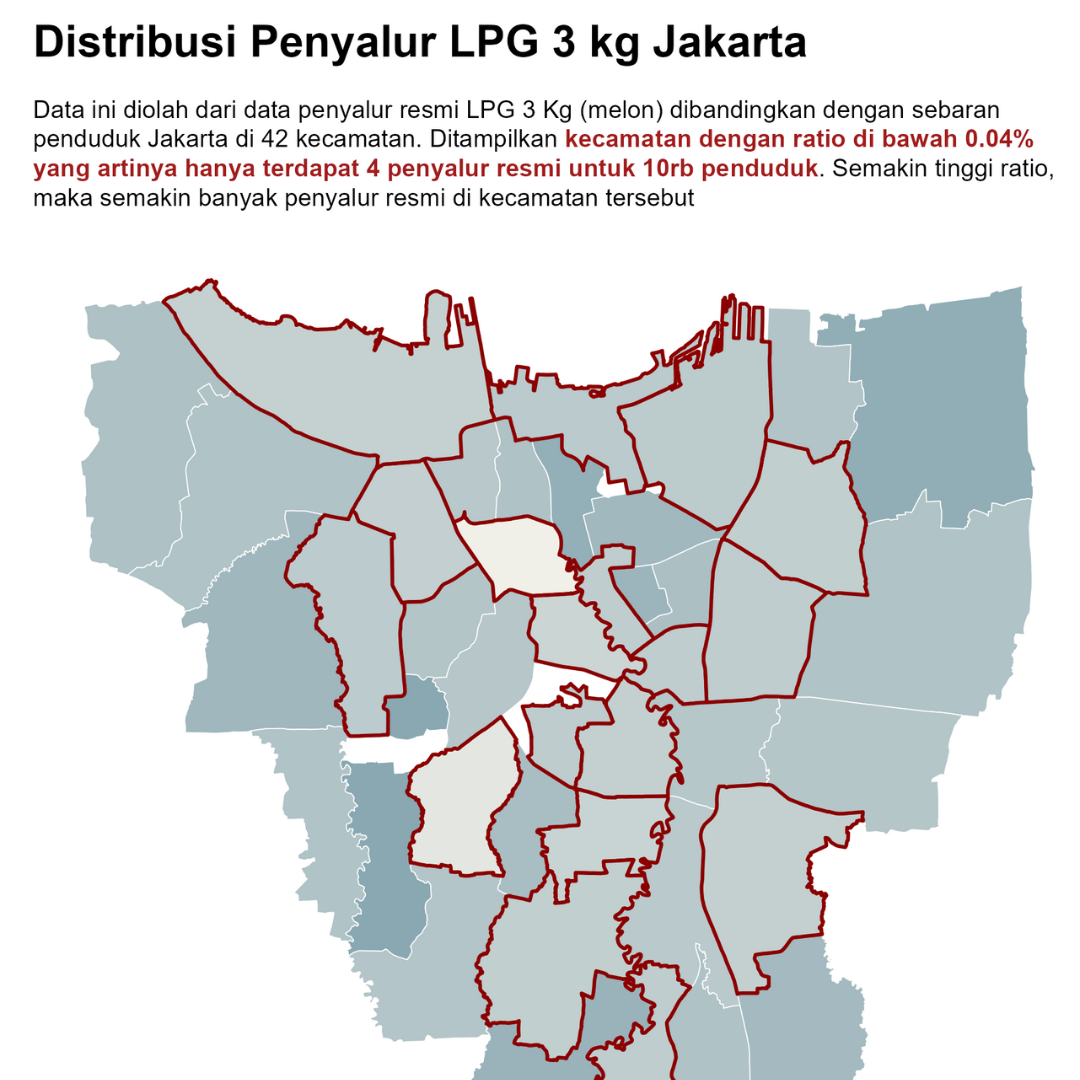 Distribusi Penyalur LPG 3 kg Jakarta
Data ini diolah dari data penyalur resmi LPG 3 Kg (melon) dibandingkan dengan sebaran
penduduk Jakarta di 42 kecamatan. Ditampilkan kecamatan dengan ratio di bawah 0.04%
yang artinya hanya terdapat 4 penyalur resmi untuk 10rb penduduk. Semakin tinggi ratio,
maka semakin banyak penyalur resmi di kecamatan tersebut